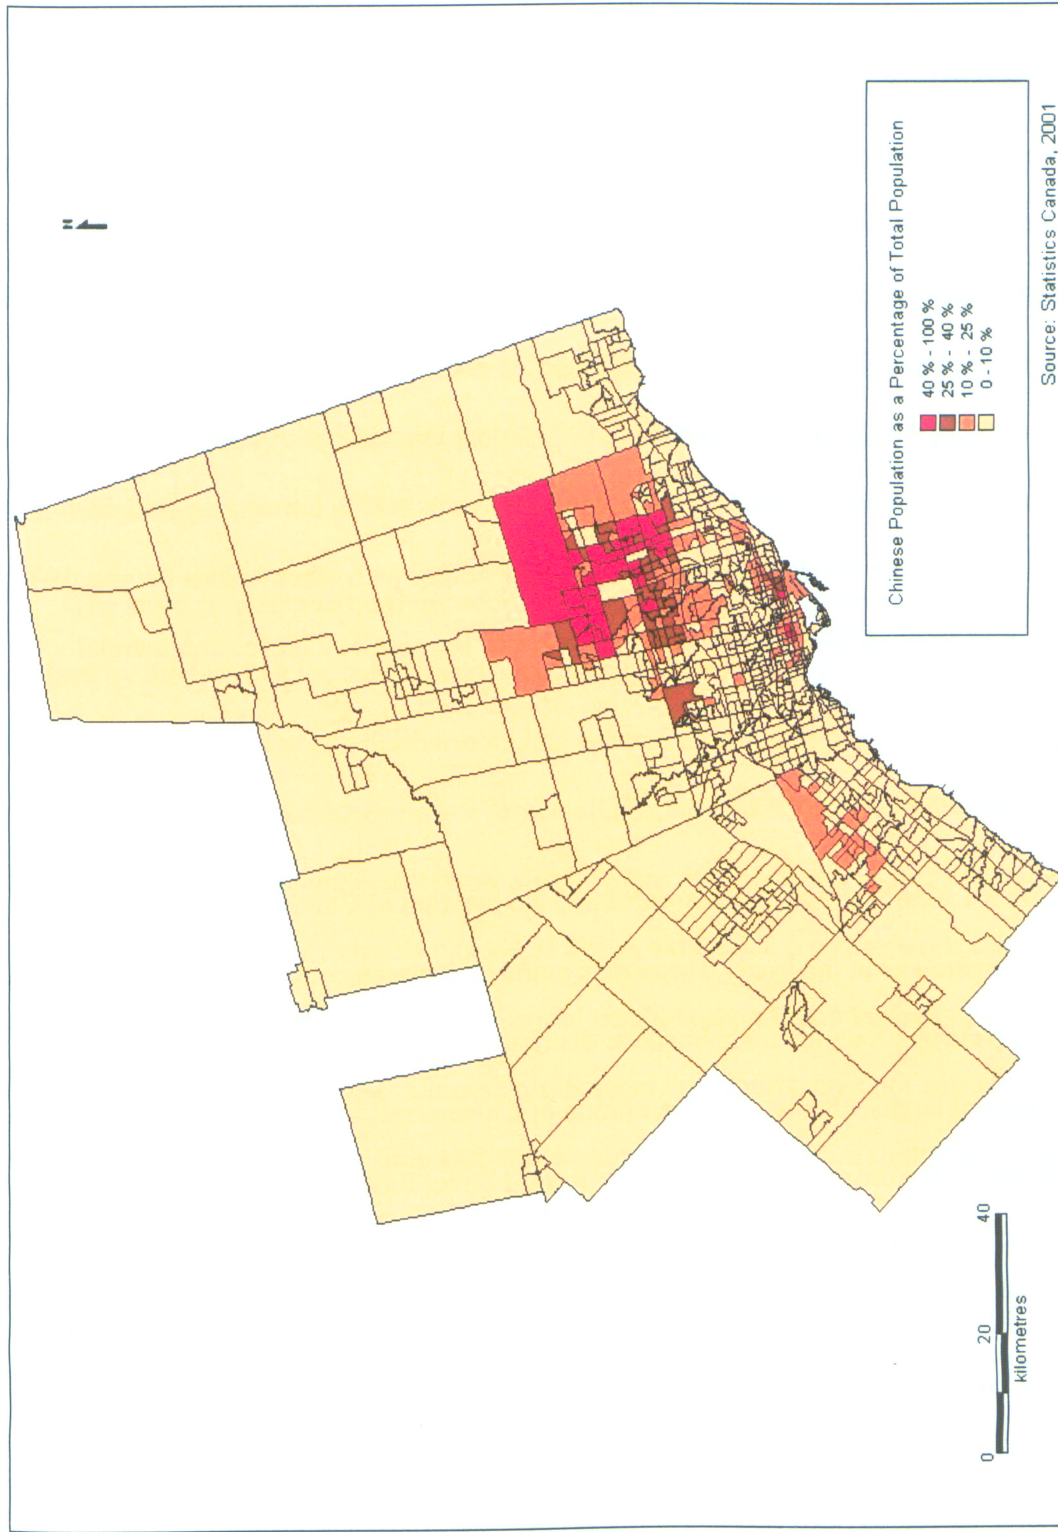 N
Chinese Population as a Percentage of Total Population
40 % - 100 %
25 % - 40 %
10 % - 25 %
0 - 10 %
0 20 40
kilometres
Source: Statistics Canada, 2001